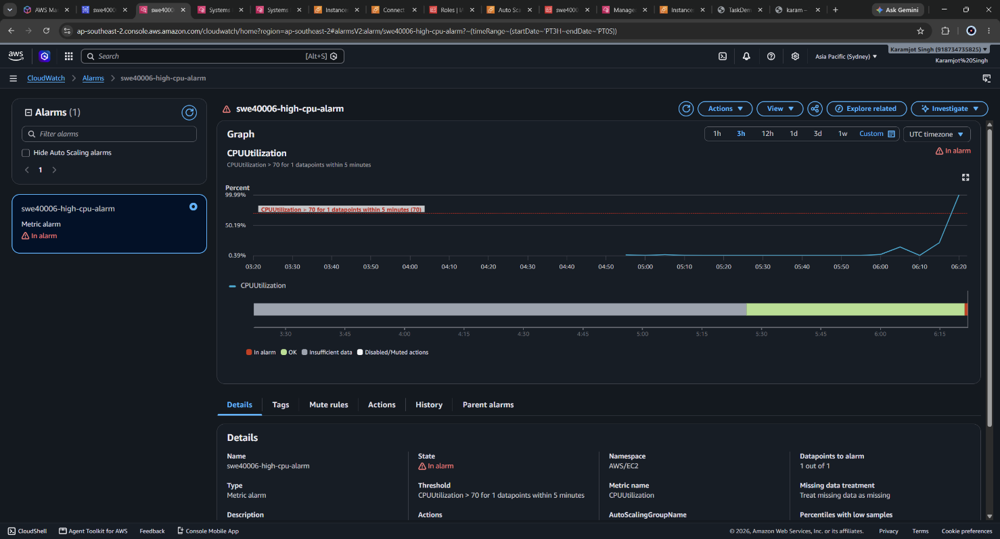 AWS Ma
swe4000
swe4000
Systems
Systems
Instance
Connect
Roles | IA
Auto Sca
swe4000
Manage
Instance
TaskDem
karam –
Ask Gemini
ap-southeast-2.console.aws.amazon.com/cloudwatch/home?region=ap-southeast-2#alarmsV2:alarm/swe40006-high-cpu-alarm?~(timeRange~(startDate~'PT3H~endDate~'PT0S))
aws
Search
[Alt+S]
Asia Pacific (Sydney)
Karamjot Singh (918734735825)
Karamjot%20Singh
CloudWatch
Alarms
swe40006-high-cpu-alarm
Alarms (1)
Filter alarms
Hide Auto Scaling alarms
1
swe40006-high-cpu-alarm
Metric alarm
In alarm
swe40006-high-cpu-alarm
Actions
View
Explore related
Investigate
Graph
1h 3h 12h 1d 3d 1w Custom
UTC timezone
CPUUtilization
In alarm
CPUUtilization > 70 for 1 datapoints within 5 minutes
Percent
99.99%
CPUUtilization > 70 for 1 datapoints within 5 minutes (70)
50.19%
0.39%
03:20 03:30 03:40 03:50 04:00 04:10 04:20 04:30 04:40 04:50 05:00 05:10 05:20 05:30 05:40 05:50 06:00 06:10 06:20
CPUUtilization
3:30 3:45 4:00 4:15 4:30 4:45 5:00 5:15 5:30 5:45 6:00 6:15
In alarm OK Insufficient data Disabled/Muted actions
Details Tags Mute rules Actions History Parent alarms
Details
Name
swe40006-high-cpu-alarm
Type
Metric alarm
Description
State
In alarm
Threshold
CPUUtilization > 70 for 1 datapoints within 5 minutes
Actions
Namespace
AWS/EC2
Metric name
CPUUtilization
AutoScalingGroupName
Datapoints to alarm
1 out of 1
Missing data treatment
Treat missing data as missing
Percentiles with low samples
CloudShell
Agent Toolkit for AWS
Feedback
Console Mobile App
© 2026, Amazon Web Services, Inc. or its affiliates.
Privacy
Terms
Cookie preferences